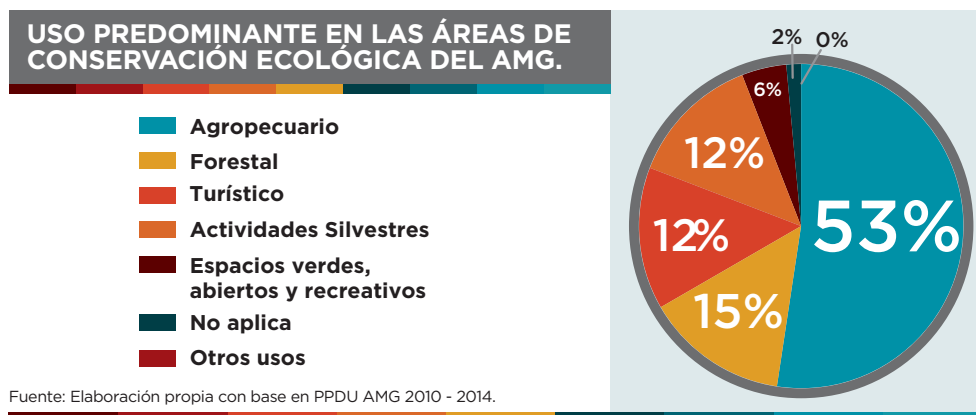 USO PREDOMINANTE EN LAS ÁREAS DE
CONSERVACIÓN ECOLÓGICA DEL AMG.
Agropecuario
Forestal
Turístico
Actividades Silvestres
Espacios verdes,
abiertos y recreativos
No aplica
Otros usos
Fuente: Elaboración propia con base en PPDU AMG 2010 - 2014.
2%
0%
6%
12%
53%
12%
15%